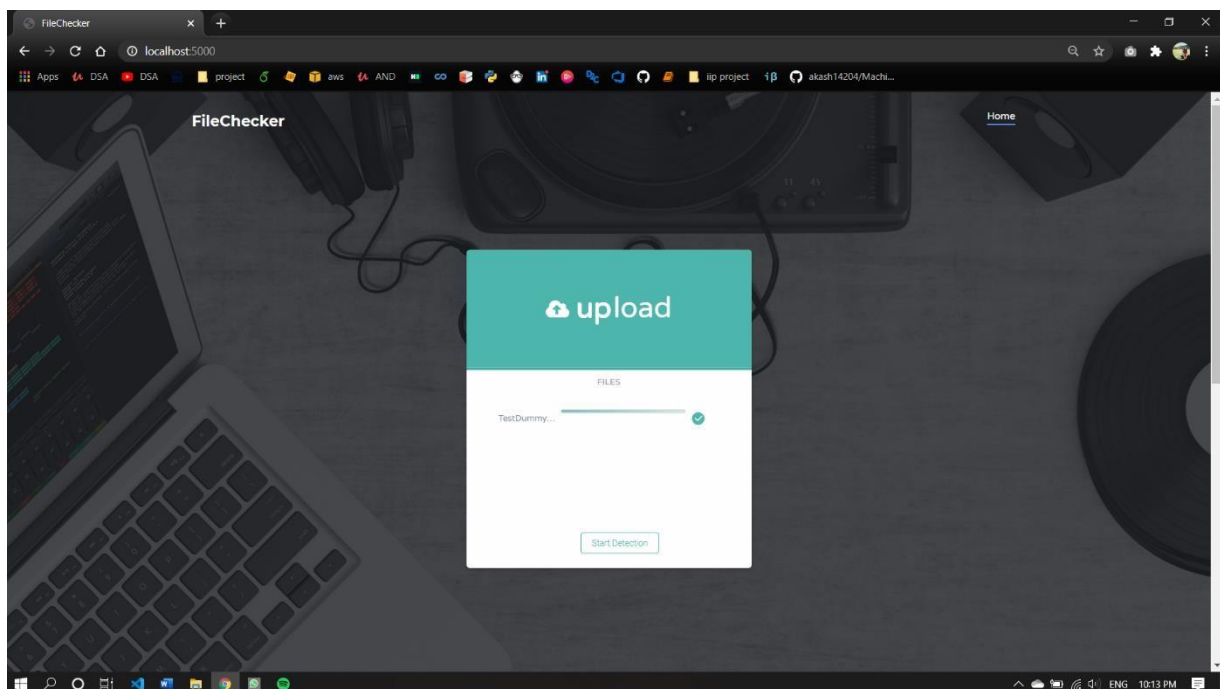 FileChecker
localhost:5000
Apps DSA DSA project aws AND iip project akash14204/Machi...
FileChecker
Home
upload
FILES
TestDummy...
Start Detection
ENG 10:13 PM